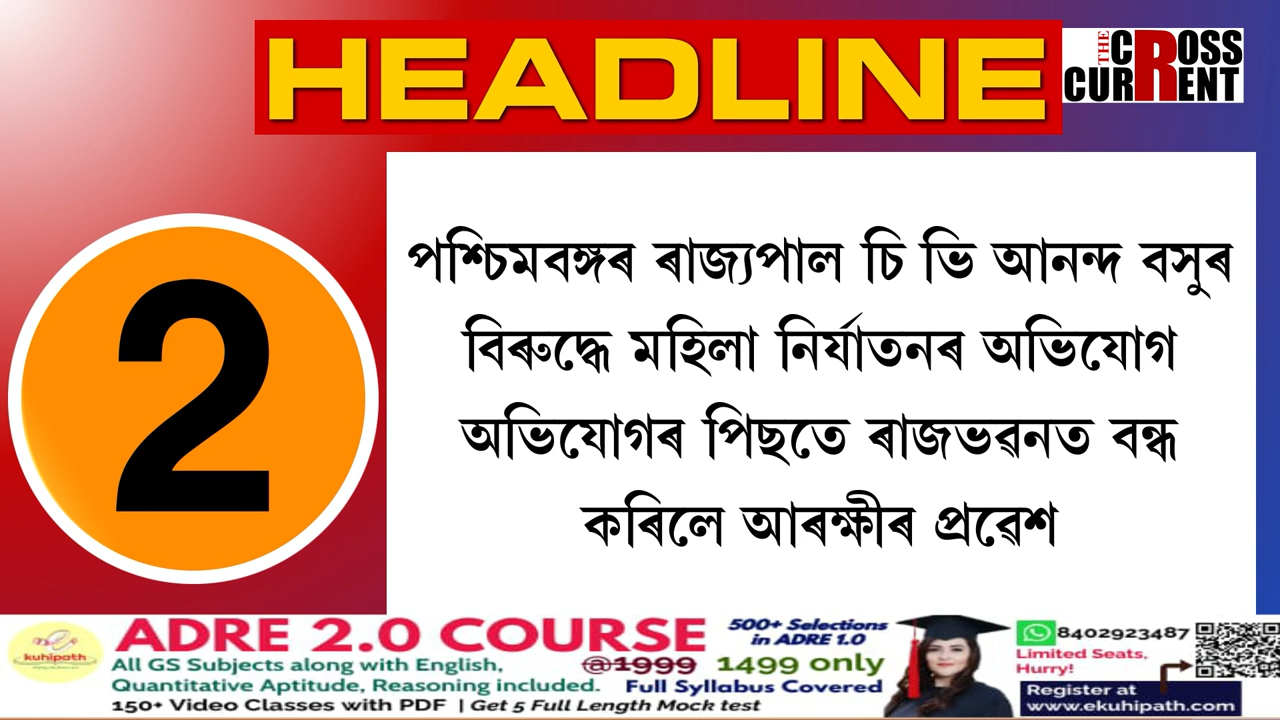 HEADLINE
THE CROSS
CURRENT
2
পশ্চিমবঙ্গৰ ৰাজ্যপাল চি ভি আনন্দ বসুৰ
বিৰুদ্ধে মহিলা নিৰ্যাতনৰ অভিযোগ
অভিযোগৰ পিছতে ৰাজভৱনত বন্ধ
কৰিলে আৰক্ষীৰ প্ৰৱেশ
kuhipath
ADRE 2.0 COURSE
All GS Subjects along with English,
Quantitative Aptitude, Reasoning included.
150+ Video Classes with PDF | Get 5 Full Length Mock test
500+ Selections
in ADRE 1.0
@1999 1499 only
Full Syllabus Covered
8402923487
Limited Seats,
Hurry!
Register at
www.ekuhipath.com